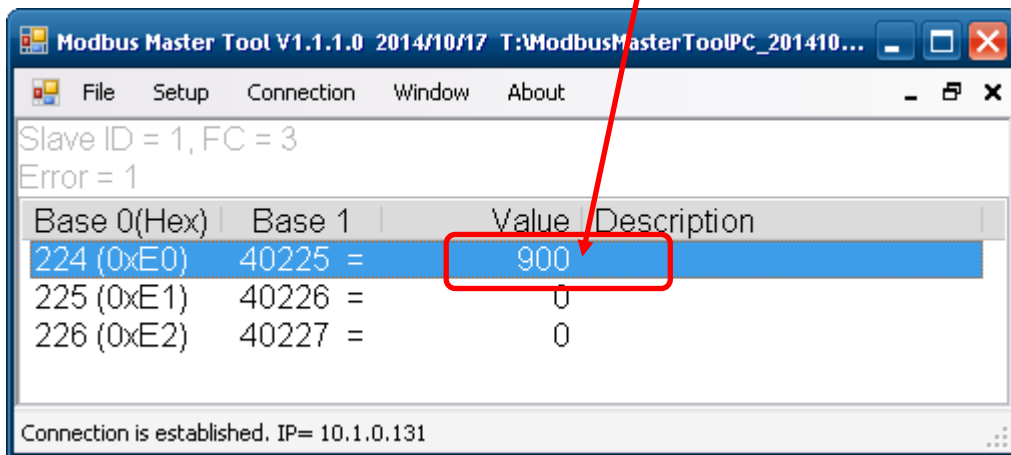 Modbus Master Tool V1.1.1.0 2014/10/17 T:\ModbusMasterToolPC_201410...
File Setup Connection Window About
Slave ID = 1, FC = 3
Error = 1
Base 0(Hex) Base 1 Value Description
224 (0xE0) 40225 = 900
225 (0xE1) 40226 = 0
226 (0xE2) 40227 = 0
Connection is established. IP= 10.1.0.131